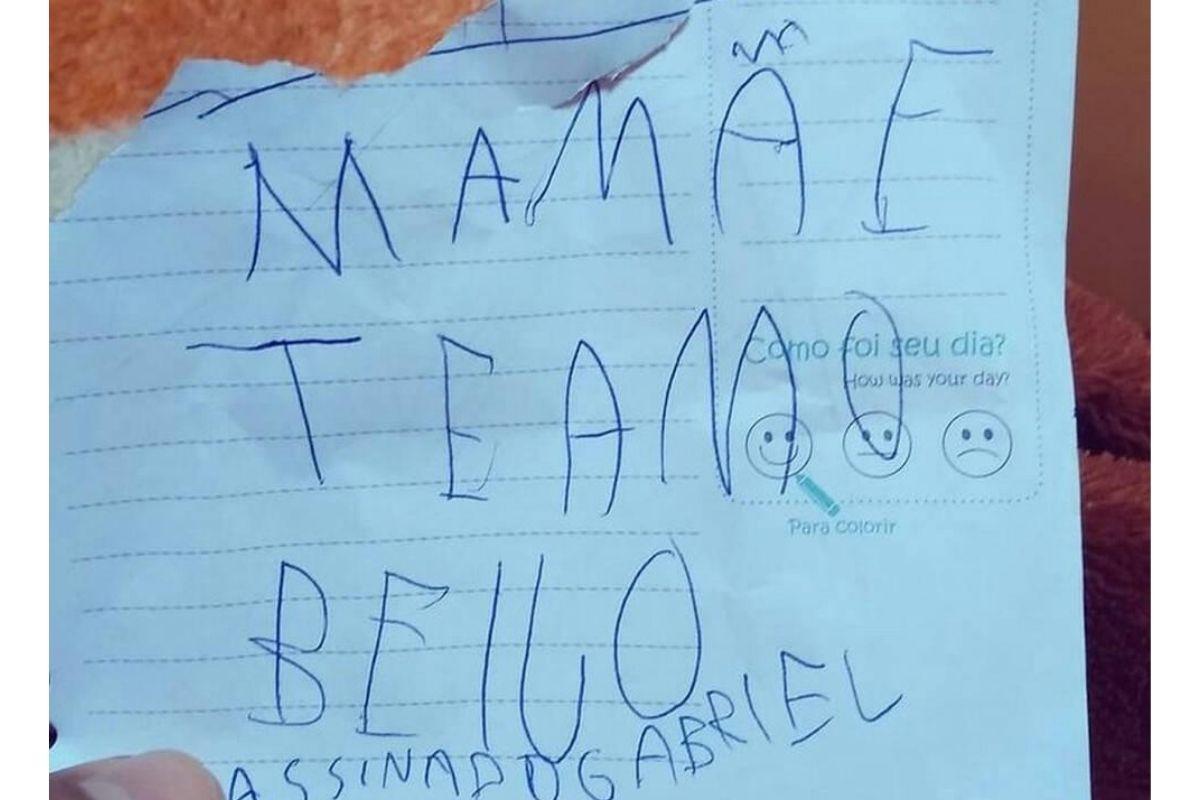 MAMÃE
TE AMO
Como foi seu dia?
How was your day?
Para colorir
BEIJO
ASSINADO GABRIEL